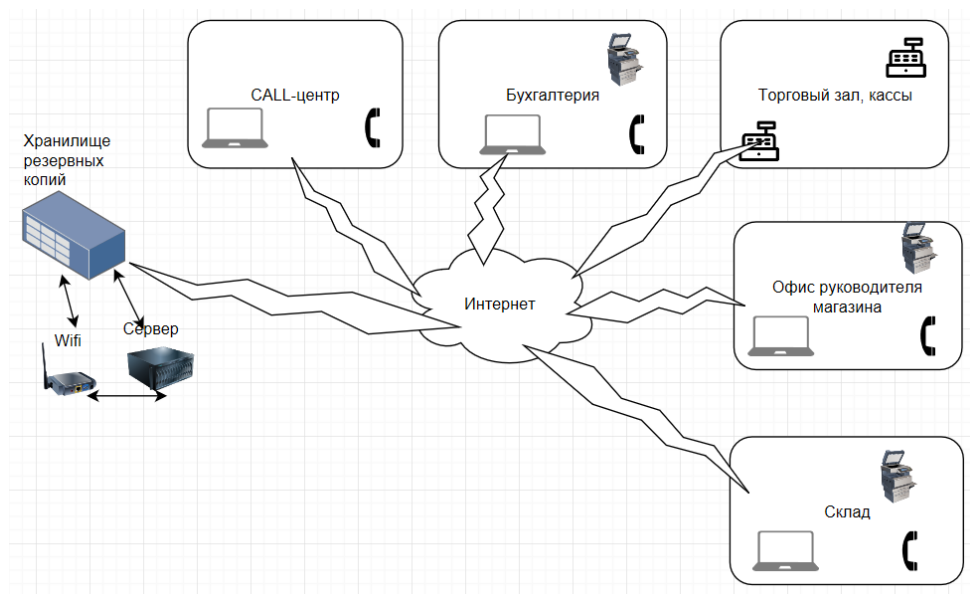 CALL-центр
Бухгалтерия
Торговый зал, кассы
Хранилище
резервных
копий
Офис руководителя
магазина
Интернет
Wifi
Сервер
Склад